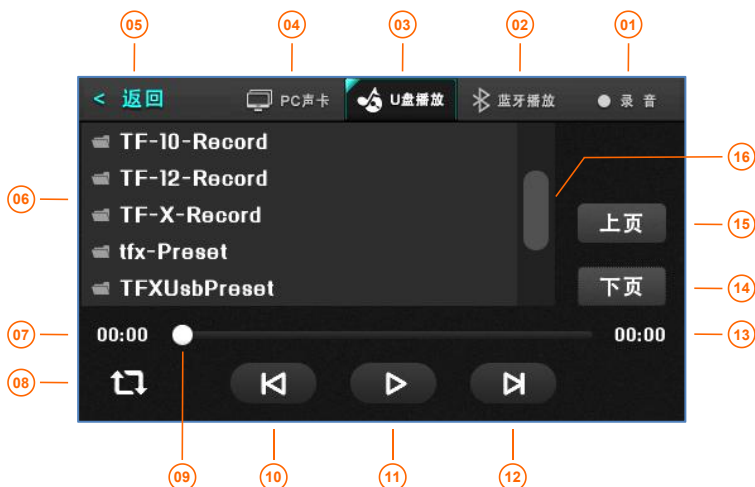 05 04 03 02 01
< 返回 PC声卡 U盘播放 蓝牙播放 录 音
TF-10-Record
16
TF-12-Record
06
TF-X-Record
上页 15
tfx-Preset
TFXUsbPreset
下页 14
07 00:00 00:00 13
08
09 10 11 12